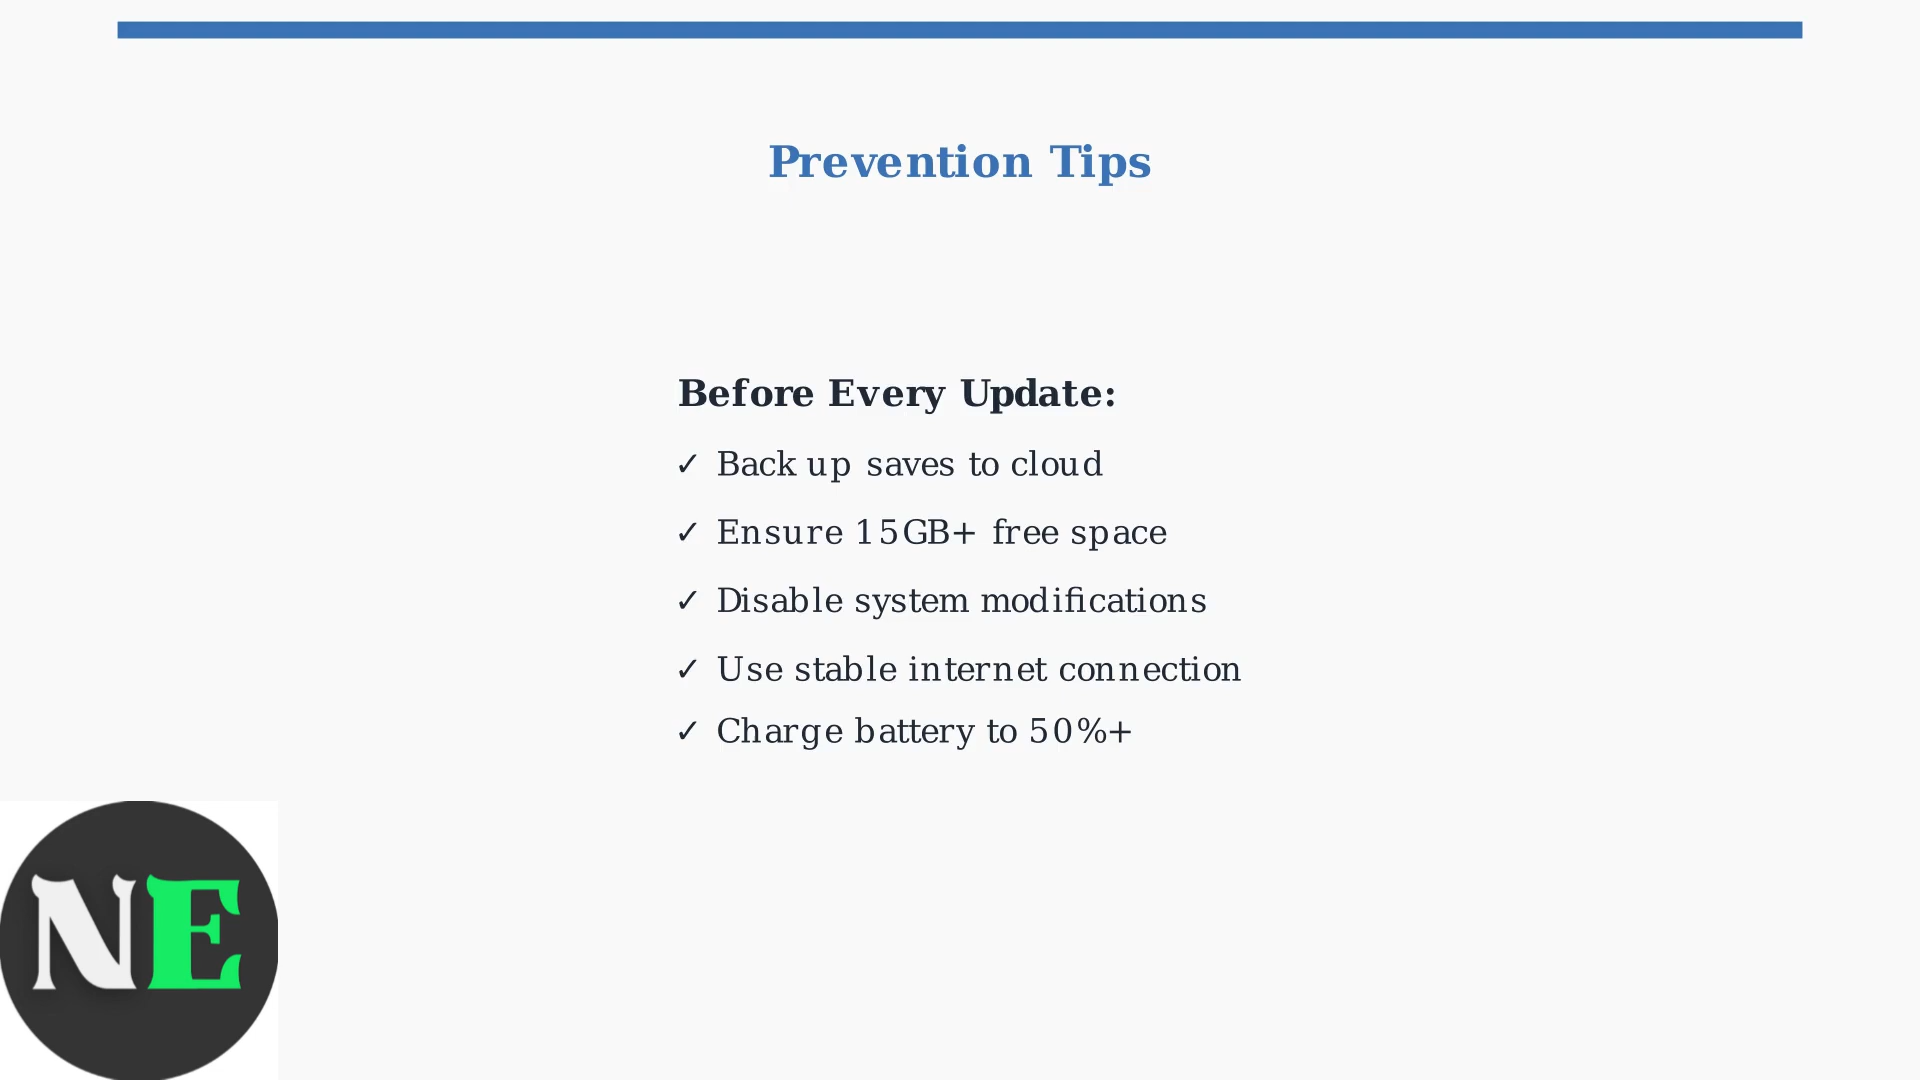 Prevention Tips
Before Every Update:
✓ Back up saves to cloud
✓ Ensure 15GB+ free space
✓ Disable system modifications
✓ Use stable internet connection
✓ Charge battery to 50%+
NE